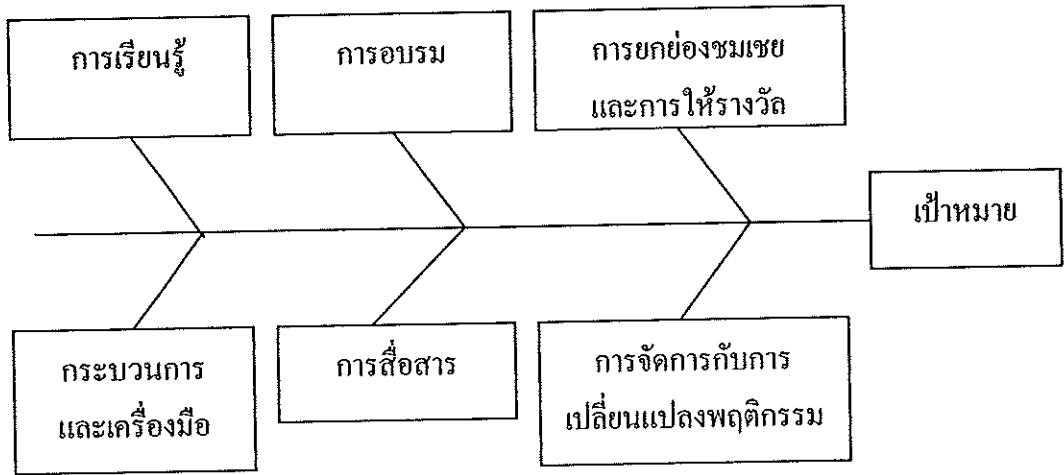 การเรียนรู้
การอบรม
การยกย่องชมเชย
และการให้รางวัล
เป้าหมาย
กระบวนการ
และเครื่องมือ
การสื่อสาร
การจัดการกับการ
เปลี่ยนแปลงพฤติกรรม